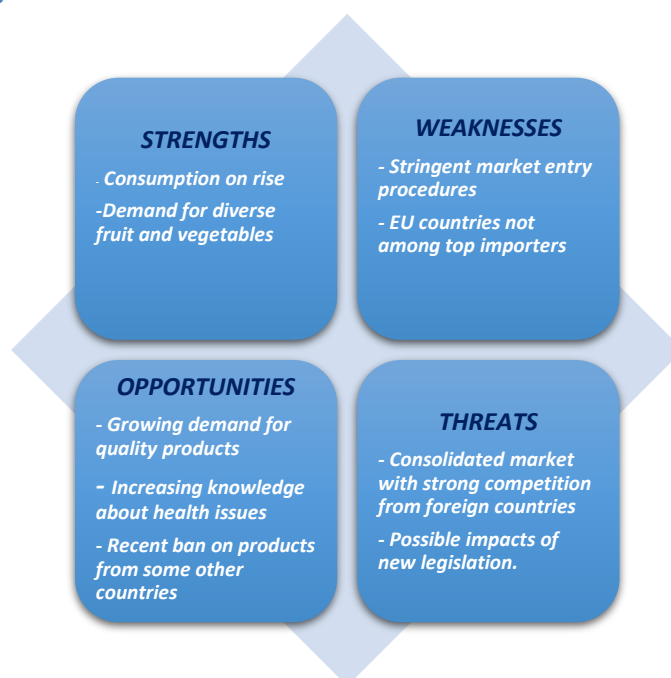 STRENGTHS
- Consumption on rise
-Demand for diverse
fruit and vegetables
WEAKNESSES
- Stringent market entry
procedures
- EU countries not
among top importers
OPPORTUNITIES
- Growing demand for
quality products
- Increasing knowledge
about health issues
- Recent ban on products
from some other
countries
THREATS
- Consolidated market
with strong competition
from foreign countries
- Possible impacts of
new legislation.